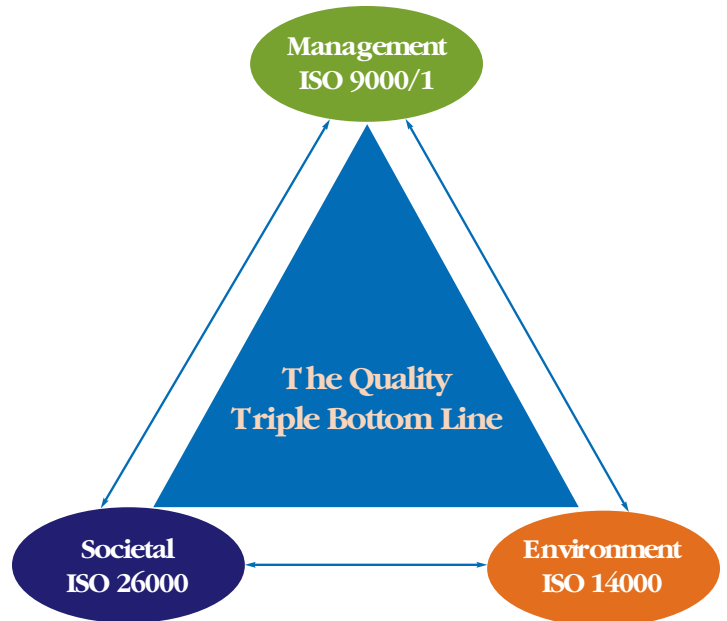 Management
ISO 9000/1
The Quality
Triple Bottom Line
Societal
ISO 26000
Environment
ISO 14000